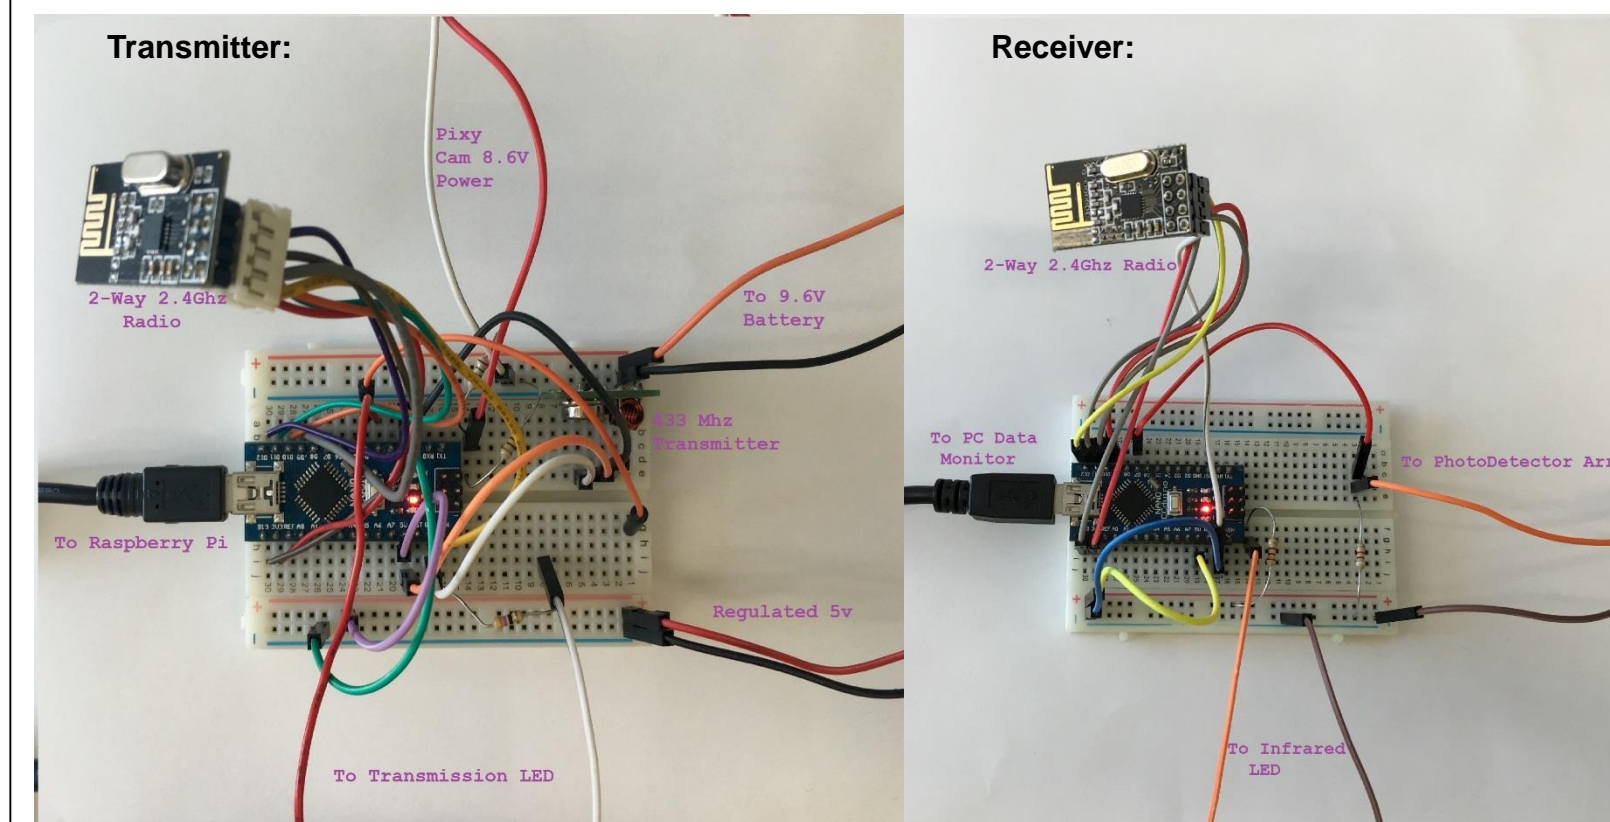 Transmitter:
Pixy
Cam 8.6V
Power
2-Way 2.4Ghz
Radio
To 9.6V
Battery
433 Mhz
Transmitter
To Raspberry Pi
Regulated 5v
To Transmission LED
Receiver:
2-Way 2.4Ghz Radio
To PC Data
Monitor
To PhotoDetector Arr
To Infrared
LED